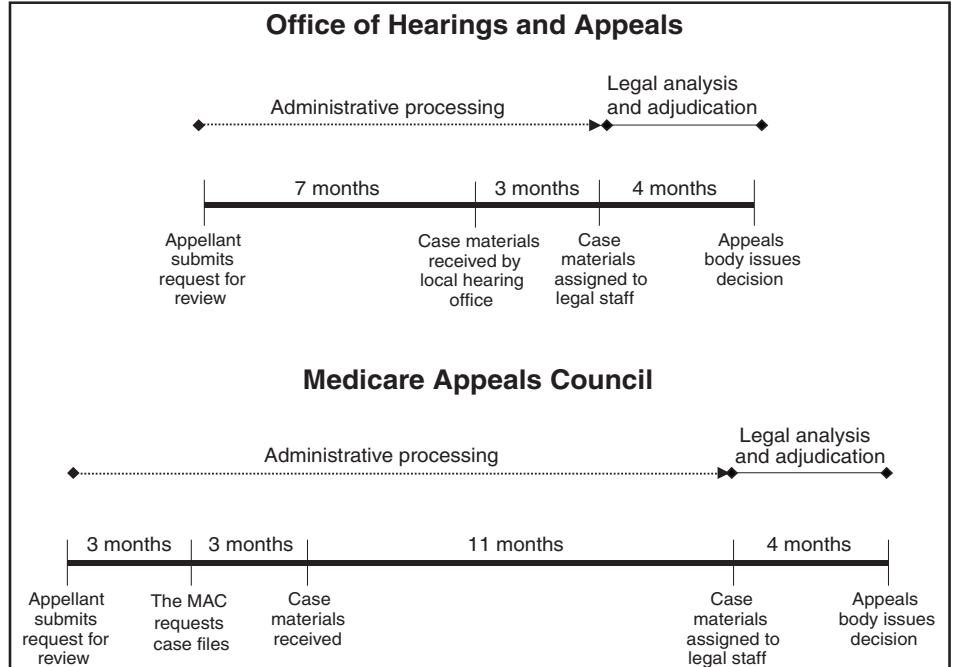 Office of Hearings and Appeals
Legal analysis
and adjudication
Administrative processing
7 months
3 months
4 months
Appellant
submits
request for
review
Case materials
received by
local hearing
office
Case
materials
assigned to
legal staff
Appeals
body issues
decision
Medicare Appeals Council
Legal analysis
and adjudication
Administrative processing
3 months
3 months
11 months
4 months
Appellant
submits
request for
review
The MAC
requests
case files
Case
materials
received
Case
materials
assigned to
legal staff
Appeals
body issues
decision